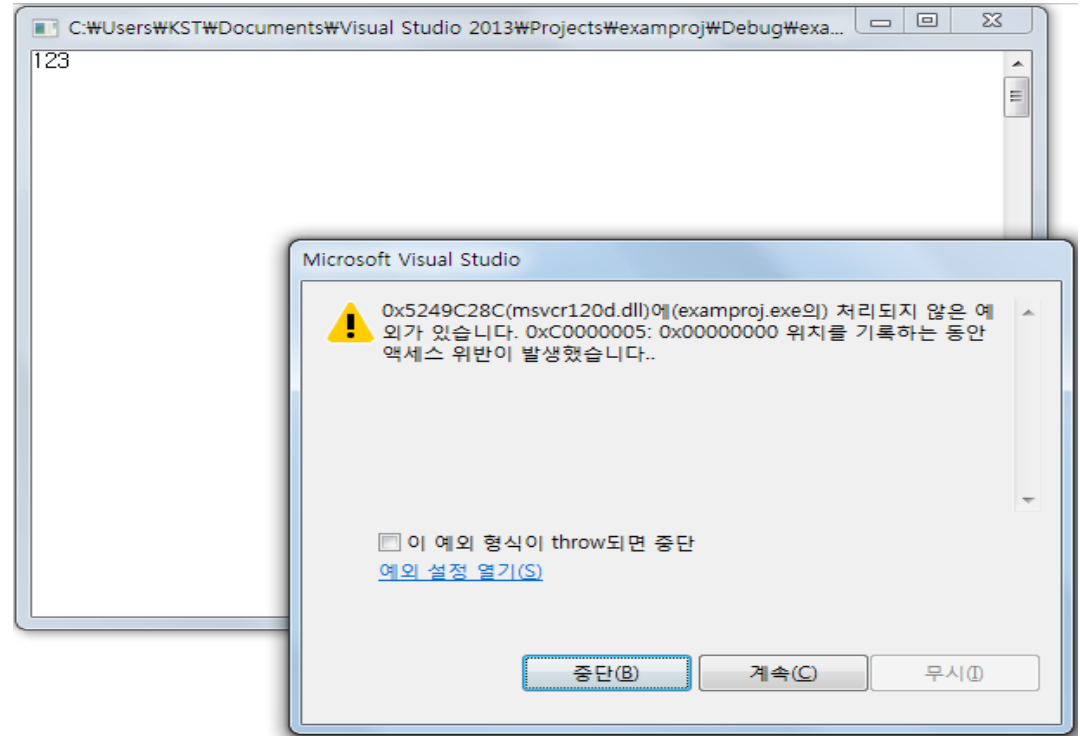 C:₩Users₩KST₩Documents₩Visual Studio 2013₩Projects₩examproj₩Debug₩exa...
123
Microsoft Visual Studio
0x5249C28C(msvcr120d.dll)에(examproj.exe의) 처리되지 않은 예
외가 있습니다. 0xC0000005: 0x00000000 위치를 기록하는 동안
액세스 위반이 발생했습니다..
이 예외 형식이 throw되면 중단
예외 설정 열기(S)
중단(B)
계속(C)
무시(I)